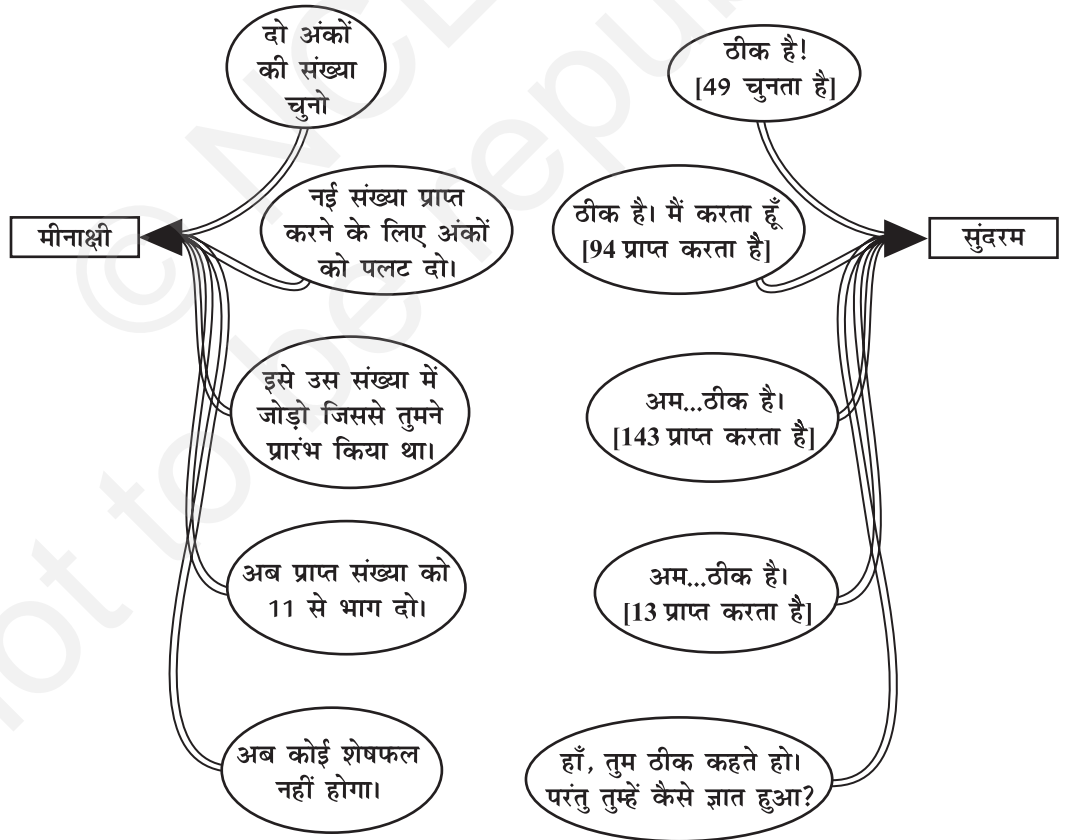 दो अंकों
की संख्या
चुनो
ठीक है!
[49 चुनता है]
मीनाक्षी
नई संख्या प्राप्त
करने के लिए अंकों
को पलट दो।
ठीक है। मैं करता हूँ
[94 प्राप्त करता है]
सुंदरम
इसे उस संख्या में
जोड़ो जिससे तुमने
प्रारंभ किया था।
अम...ठीक है।
[143 प्राप्त करता है]
अब प्राप्त संख्या को
11 से भाग दो।
अम...ठीक है।
[13 प्राप्त करता है]
अब कोई शेषफल
नहीं होगा।
हाँ, तुम ठीक कहते हो।
परंतु तुम्हें कैसे ज्ञात हुआ?